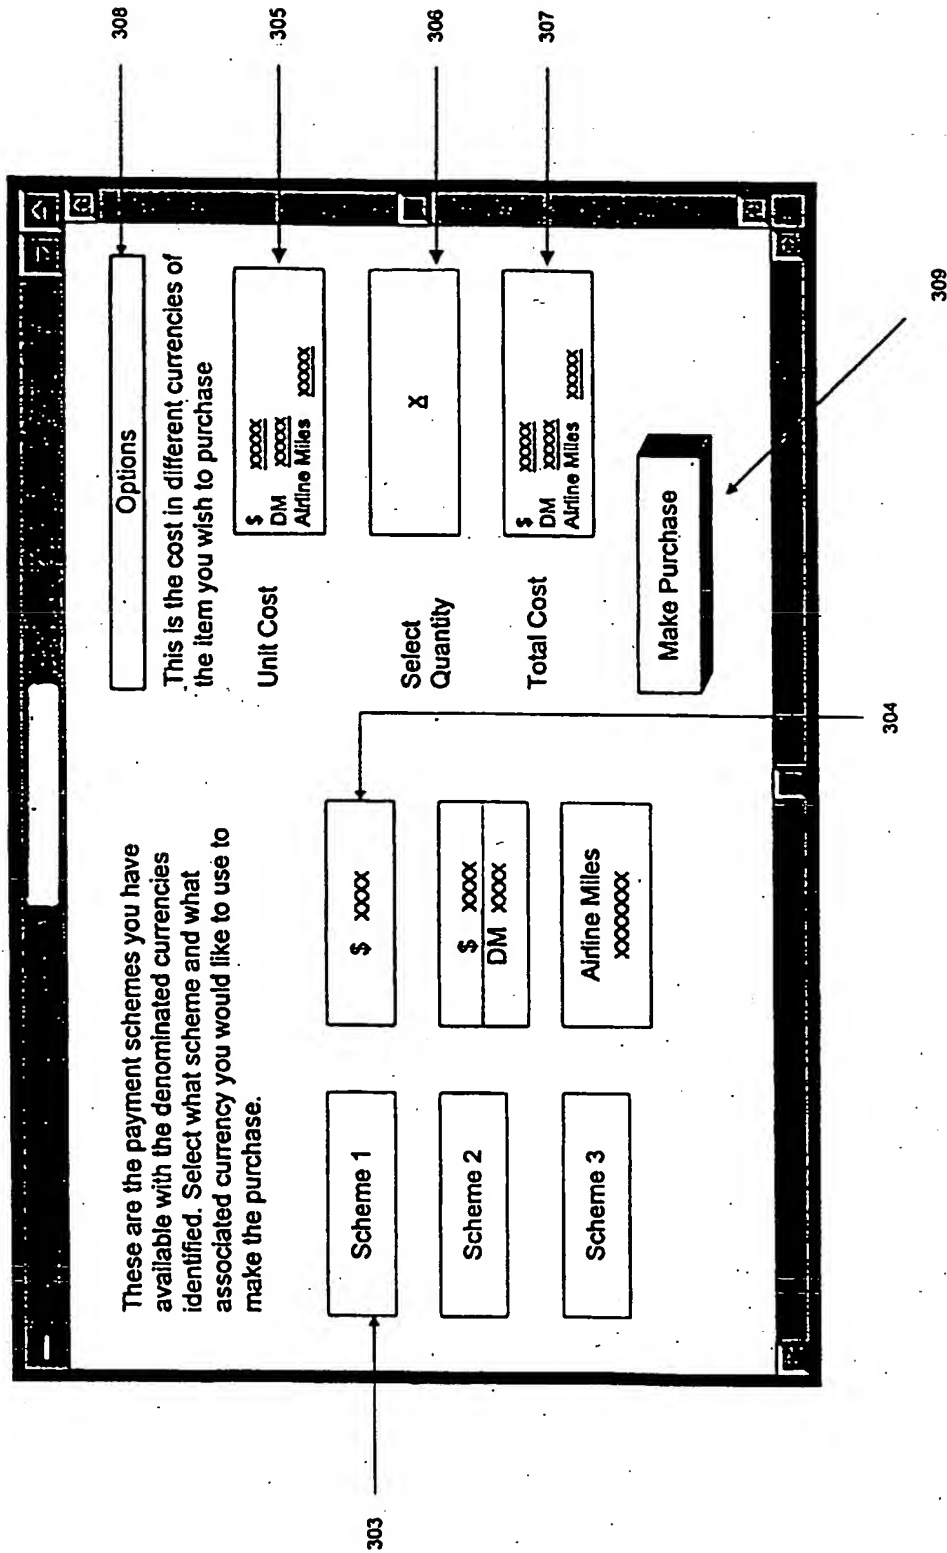 308
305
306
307
Options
This is the cost in different currencies of
the item you wish to purchase
Unit Cost
$ xxxxx
DM xxxxx
Airline Miles xxxxx
Select
Quantity
x
Total Cost
$ xxxxx
DM xxxxx
Airline Miles xxxxx
Make Purchase
309
These are the payment schemes you have
available with the denominated currencies
identified. Select what scheme and what
associated currency you would like to use to
make the purchase.
Scheme 1
$ xxxx
Scheme 2
$ xxxx
DM xxxx
Scheme 3
Airline Miles
xxxxxxx
303
304